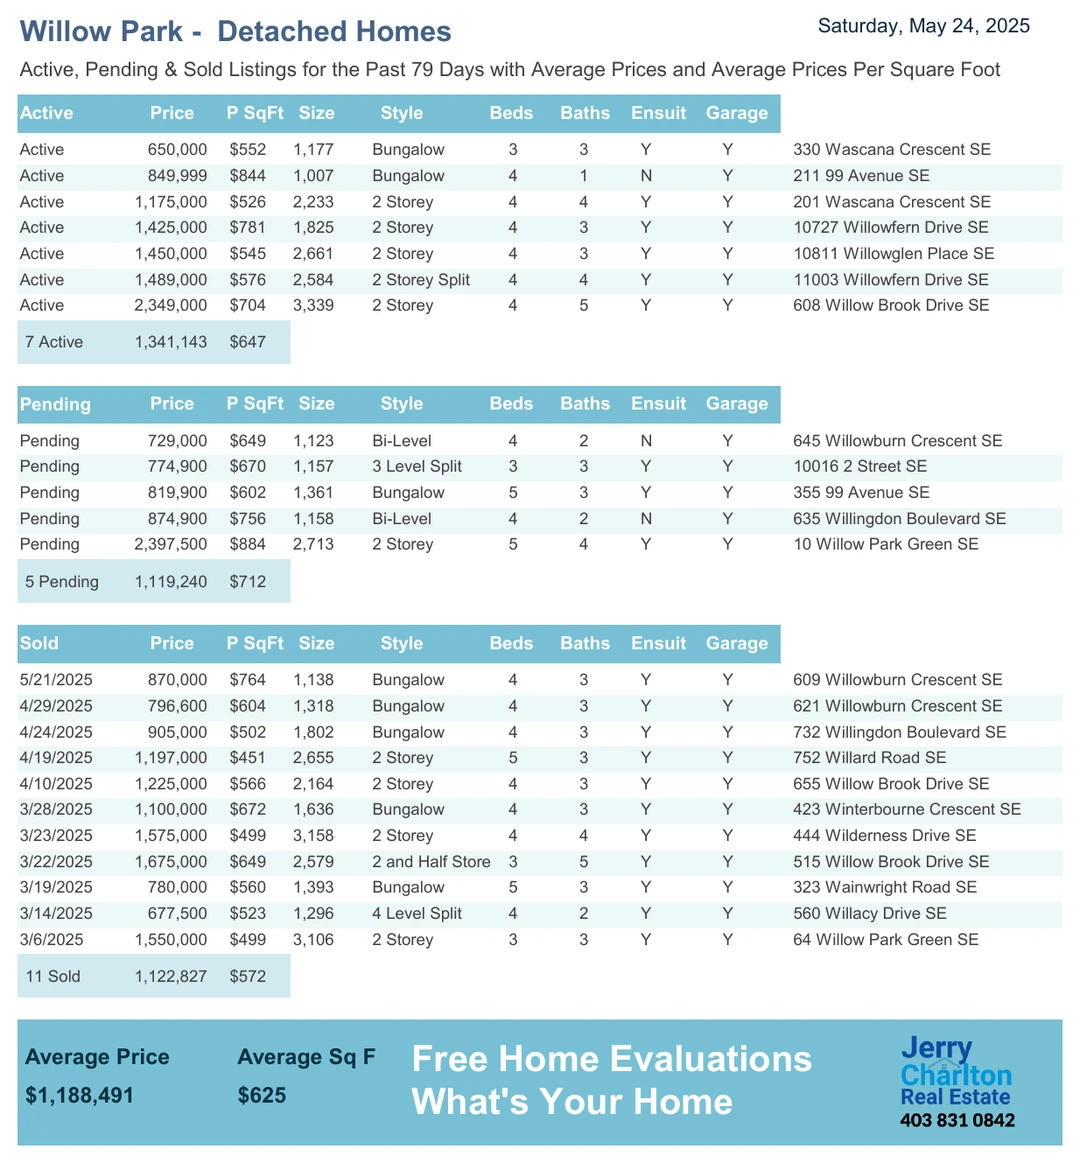 Willow Park - Detached Homes
Saturday, May 24, 2025
Active, Pending & Sold Listings for the Past 79 Days with Average Prices and Average Prices Per Square Foot
Active Price P SqFt Size Style Beds Baths Ensuit Garage
Active 650,000 $552 1,177 Bungalow 3 3 Y Y 330 Wascana Crescent SE
Active 849,999 $844 1,007 Bungalow 4 1 N Y 211 99 Avenue SE
Active 1,175,000 $526 2,233 2 Storey 4 4 Y Y 201 Wascana Crescent SE
Active 1,425,000 $781 1,825 2 Storey 4 3 Y Y 10727 Willowfern Drive SE
Active 1,450,000 $545 2,661 2 Storey 4 3 Y Y 10811 Willowglen Place SE
Active 1,489,000 $576 2,584 2 Storey Split 4 4 Y Y 11003 Willowfern Drive SE
Active 2,349,000 $704 3,339 2 Storey 4 5 Y Y 608 Willow Brook Drive SE
7 Active 1,341,143 $647
Pending Price P SqFt Size Style Beds Baths Ensuit Garage
Pending 729,000 $649 1,123 Bi-Level 4 2 N Y 645 Willowburn Crescent SE
Pending 774,900 $670 1,157 3 Level Split 3 3 Y Y 10016 2 Street SE
Pending 819,900 $602 1,361 Bungalow 5 3 Y Y 355 99 Avenue SE
Pending 874,900 $756 1,158 Bi-Level 4 2 N Y 635 Willingdon Boulevard SE
Pending 2,397,500 $884 2,713 2 Storey 5 4 Y Y 10 Willow Park Green SE
5 Pending 1,119,240 $712
Sold Price P SqFt Size Style Beds Baths Ensuit Garage
5/21/2025 870,000 $764 1,138 Bungalow 4 3 Y Y 609 Willowburn Crescent SE
4/29/2025 796,600 $604 1,318 Bungalow 4 3 Y Y 621 Willowburn Crescent SE
4/24/2025 905,000 $502 1,802 Bungalow 4 3 Y Y 732 Willingdon Boulevard SE
4/19/2025 1,197,000 $451 2,655 2 Storey 5 3 Y Y 752 Willard Road SE
4/10/2025 1,225,000 $566 2,164 2 Storey 4 3 Y Y 655 Willow Brook Drive SE
3/28/2025 1,100,000 $672 1,636 Bungalow 4 3 Y Y 423 Winterbourne Crescent SE
3/23/2025 1,575,000 $499 3,158 2 Storey 4 4 Y Y 444 Wilderness Drive SE
3/22/2025 1,675,000 $649 2,579 2 and Half Store 3 5 Y Y 515 Willow Brook Drive SE
3/19/2025 780,000 $560 1,393 Bungalow 5 3 Y Y 323 Wainwright Road SE
3/14/2025 677,500 $523 1,296 4 Level Split 4 2 Y Y 560 Willacy Drive SE
3/6/2025 1,550,000 $499 3,106 2 Storey 3 3 Y Y 64 Willow Park Green SE
11 Sold 1,122,827 $572
Average Price Average Sq F
$1,188,491 $625
Free Home Evaluations
What's Your Home
Jerry
Charlton
Real Estate
403 831 0842